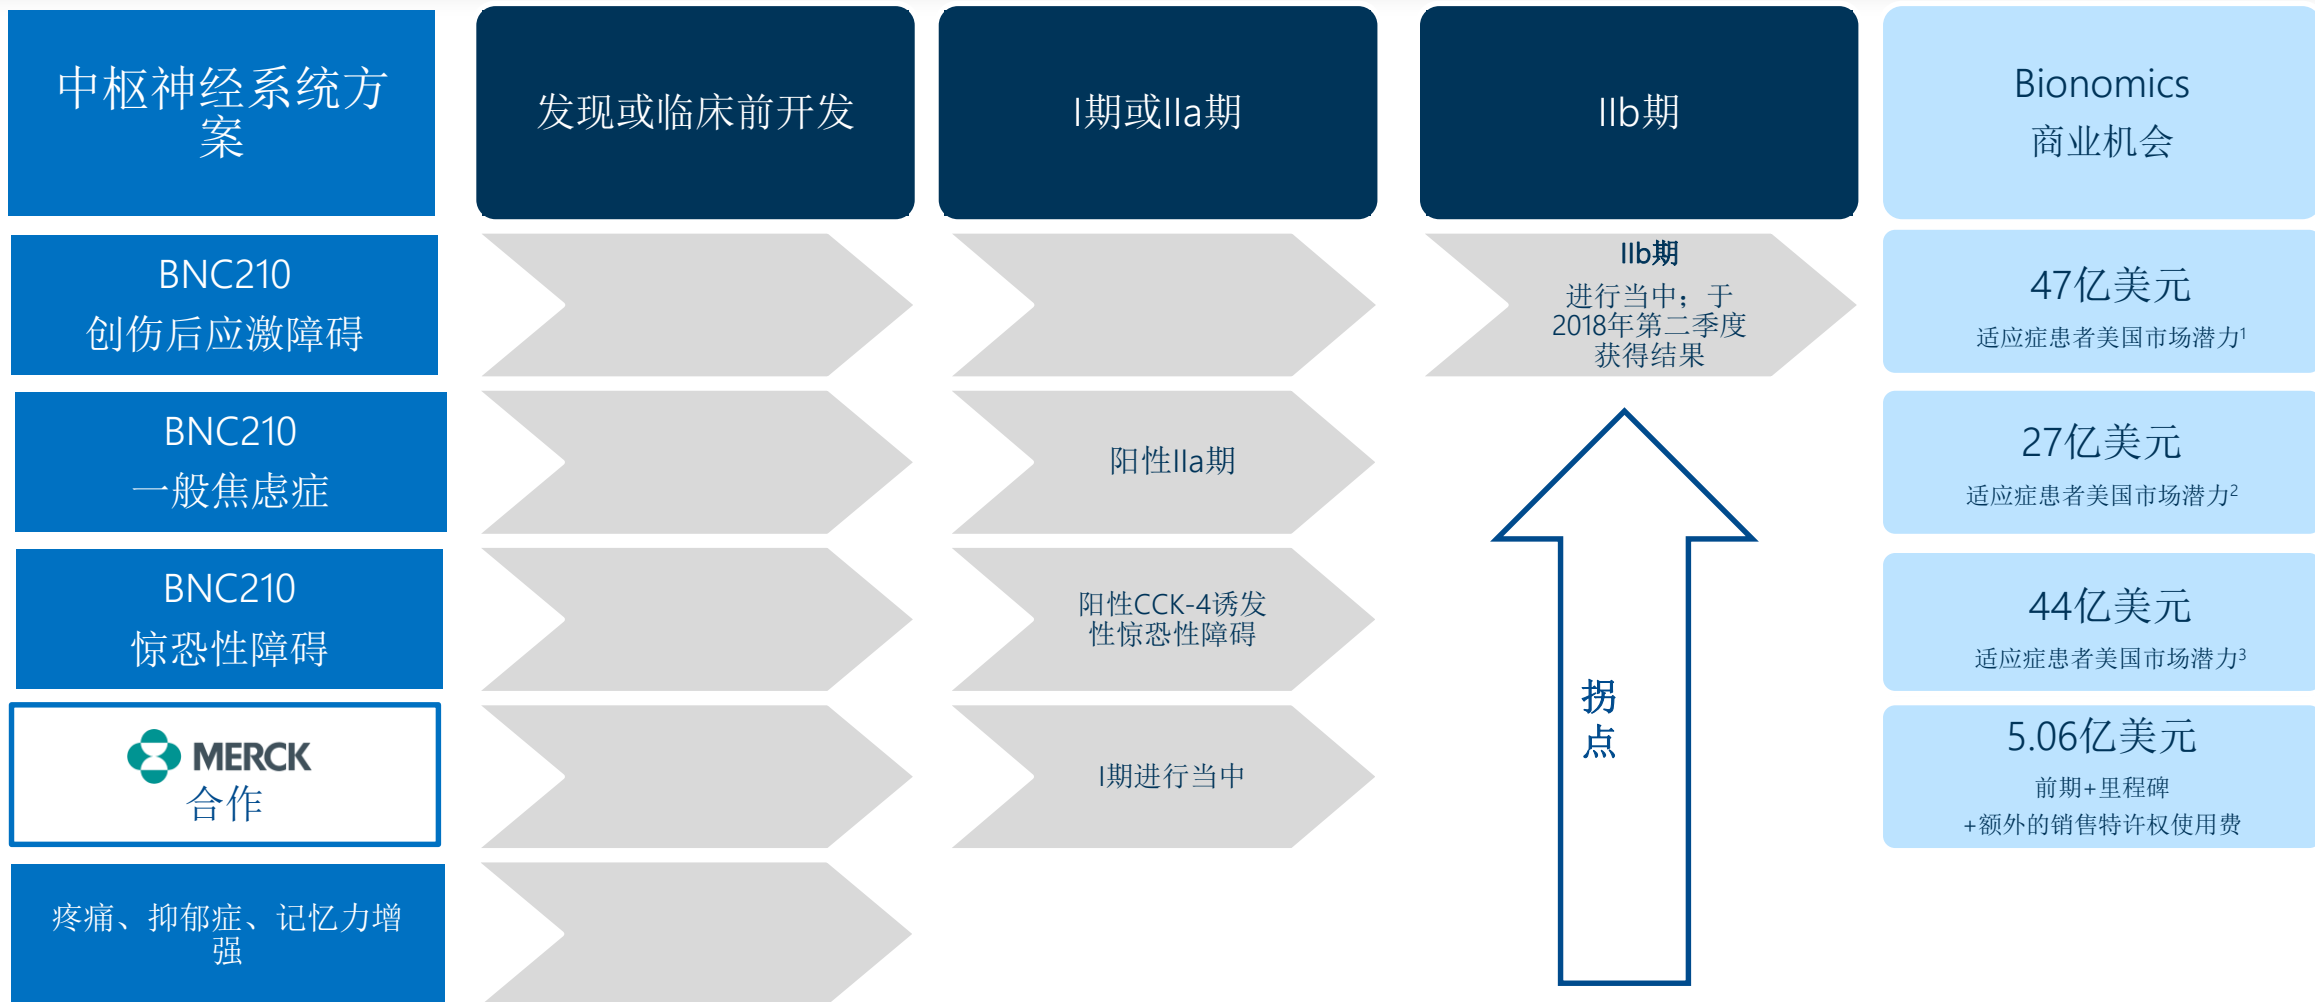 中枢神经系统方
案
发现或临床前开发
I期或IIa期
IIb期
Bionomics
商业机会
BNC210
创伤后应激障碍
IIb期
进行当中；于
2018年第二季度
获得结果
47亿美元
适应症患者美国市场潜力1
BNC210
一般焦虑症
阳性IIa期
27亿美元
适应症患者美国市场潜力2
BNC210
惊恐性障碍
阳性CCK-4诱发
性惊恐性障碍
44亿美元
适应症患者美国市场潜力3
拐
点
MERCK
合作
I期进行当中
5.06亿美元
前期+里程碑
+额外的销售特许权使用费
疼痛、抑郁症、记忆力增
强